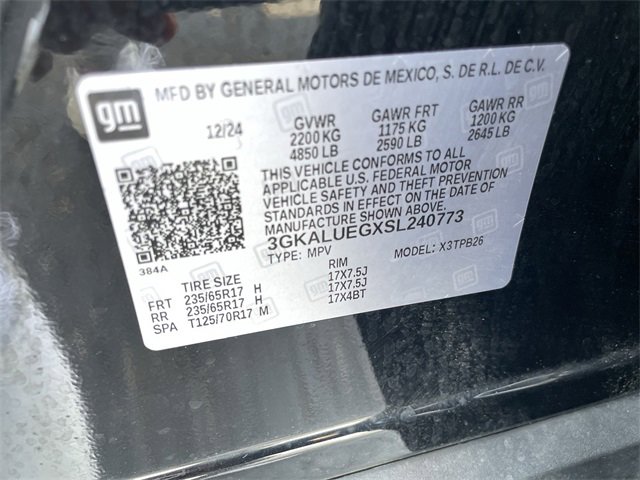 gm
MFD BY GENERAL MOTORS DE MEXICO, S. DE R.L. DE C.V.
12/24 GVWR GAWR FRT GAWR RR
2200 KG 1175 KG 1200 KG
4850 LB 2590 LB 2645 LB
THIS VEHICLE CONFORMS TO ALL
APPLICABLE U.S. FEDERAL MOTOR
VEHICLE SAFETY AND THEFT PREVENTION
STANDARDS IN EFFECT ON THE DATE OF
MANUFACTURE SHOWN ABOVE.
3GKALUEGXSL240773
TYPE: MPV MODEL: X3TPB26
384A
TIRE SIZE RIM
FRT 235/65R17 H 17X7.5J
RR 235/65R17 H 17X7.5J
SPA T125/70R17 M 17X4BT